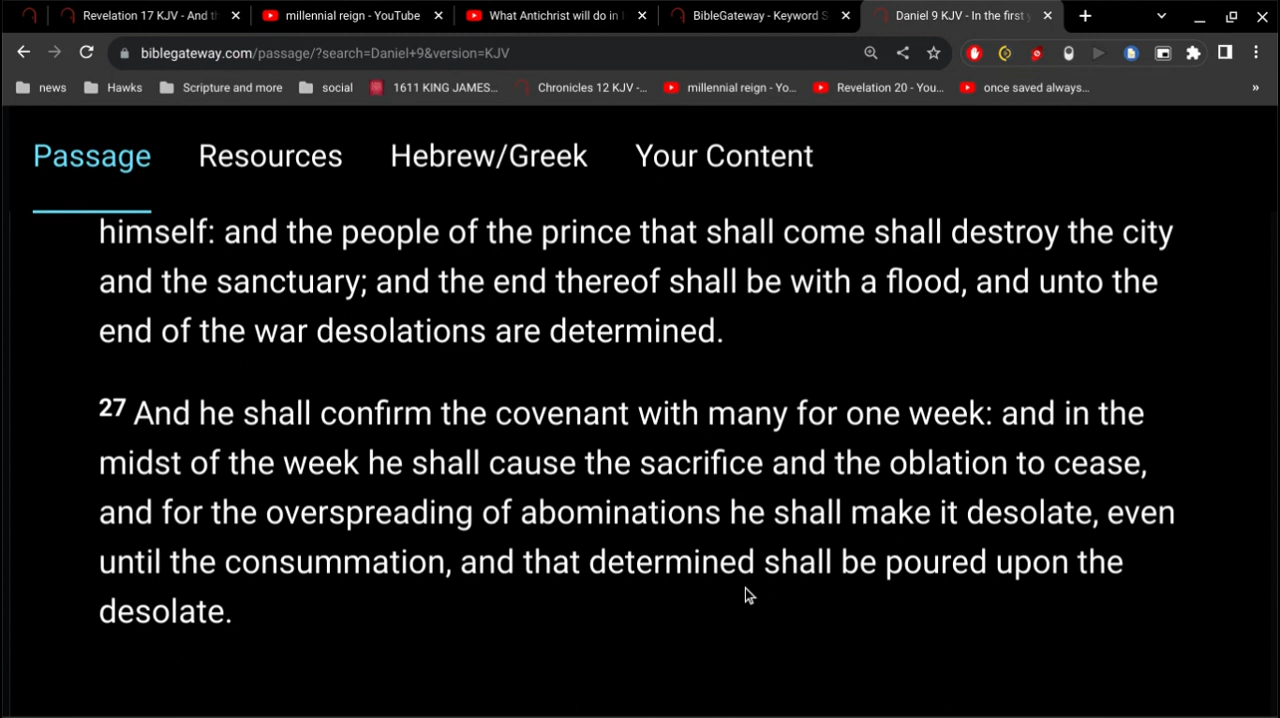 Revelation 17 KJV - And th
millennial reign - YouTube
What Antichrist will do in
BibleGateway - Keyword S
Daniel 9 KJV - In the first y
biblegateway.com/passage/?search=Daniel+9&version=KJV
news Hawks Scripture and more social 1611 KING JAMES... Chronicles 12 KJV -... millennial reign - Yo... Revelation 20 - You... once saved always... »
Passage Resources Hebrew/Greek Your Content
himself: and the people of the prince that shall come shall destroy the city
and the sanctuary; and the end thereof shall be with a flood, and unto the
end of the war desolations are determined.
27 And he shall confirm the covenant with many for one week: and in the
midst of the week he shall cause the sacrifice and the oblation to cease,
and for the overspreading of abominations he shall make it desolate, even
until the consummation, and that determined shall be poured upon the
desolate.